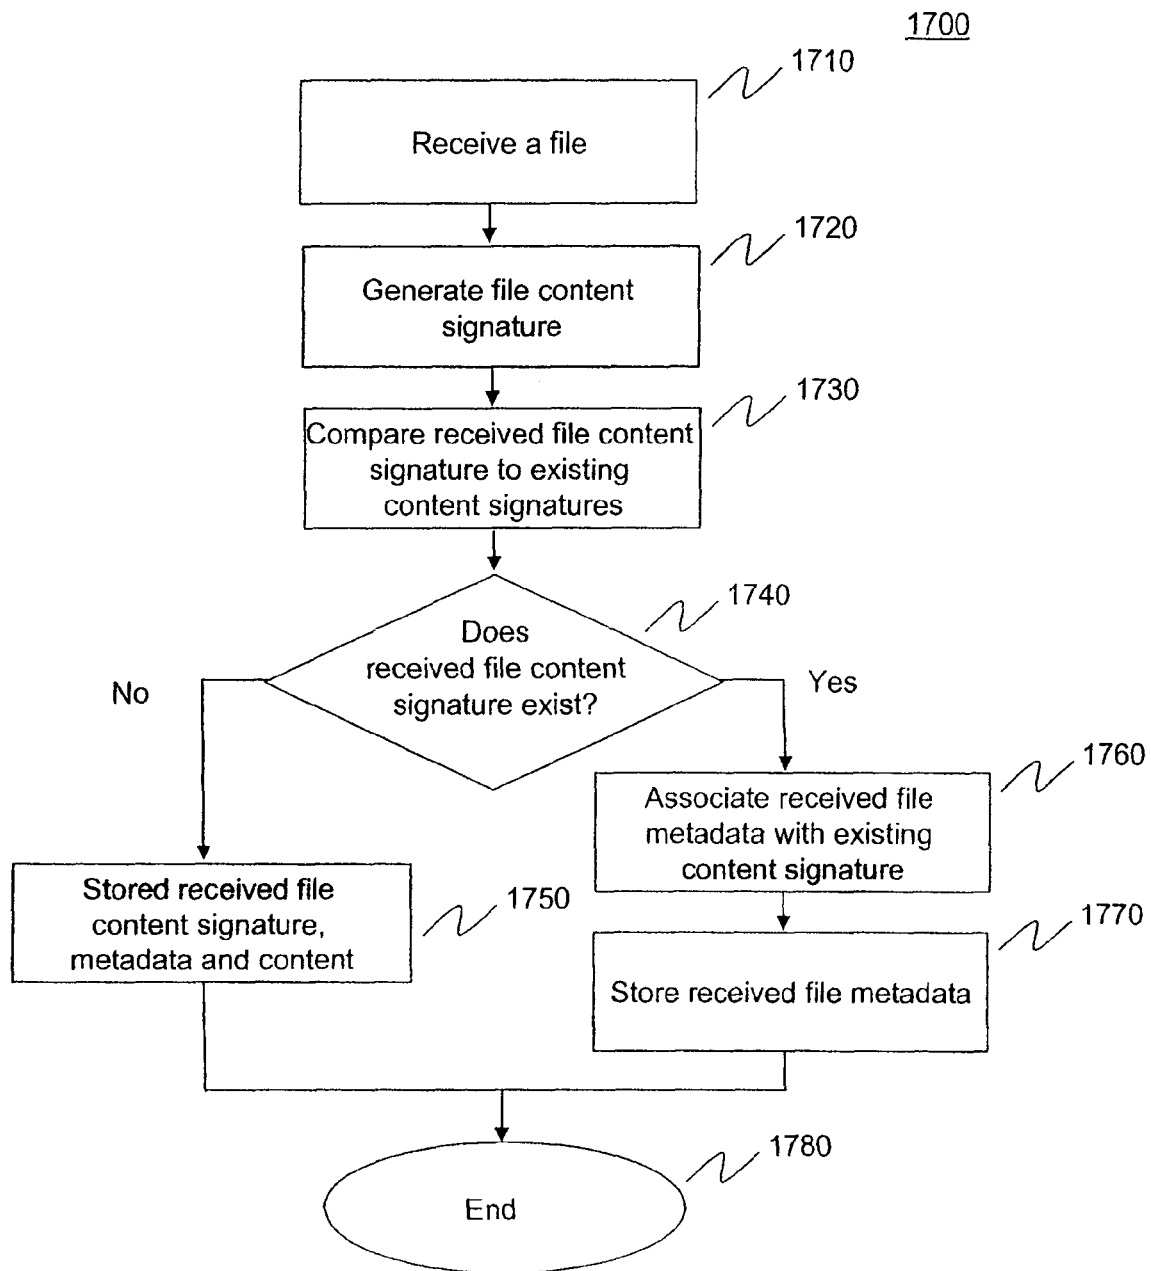 1700
1710
Receive a file
1720
Generate file content
signature
1730
Compare received file content
signature to existing
content signatures
1740
Does
received file content
signature exist?
No
Yes
1760
Associate received file
metadata with existing
content signature
1750
Stored received file
content signature,
metadata and content
1770
Store received file metadata
1780
End